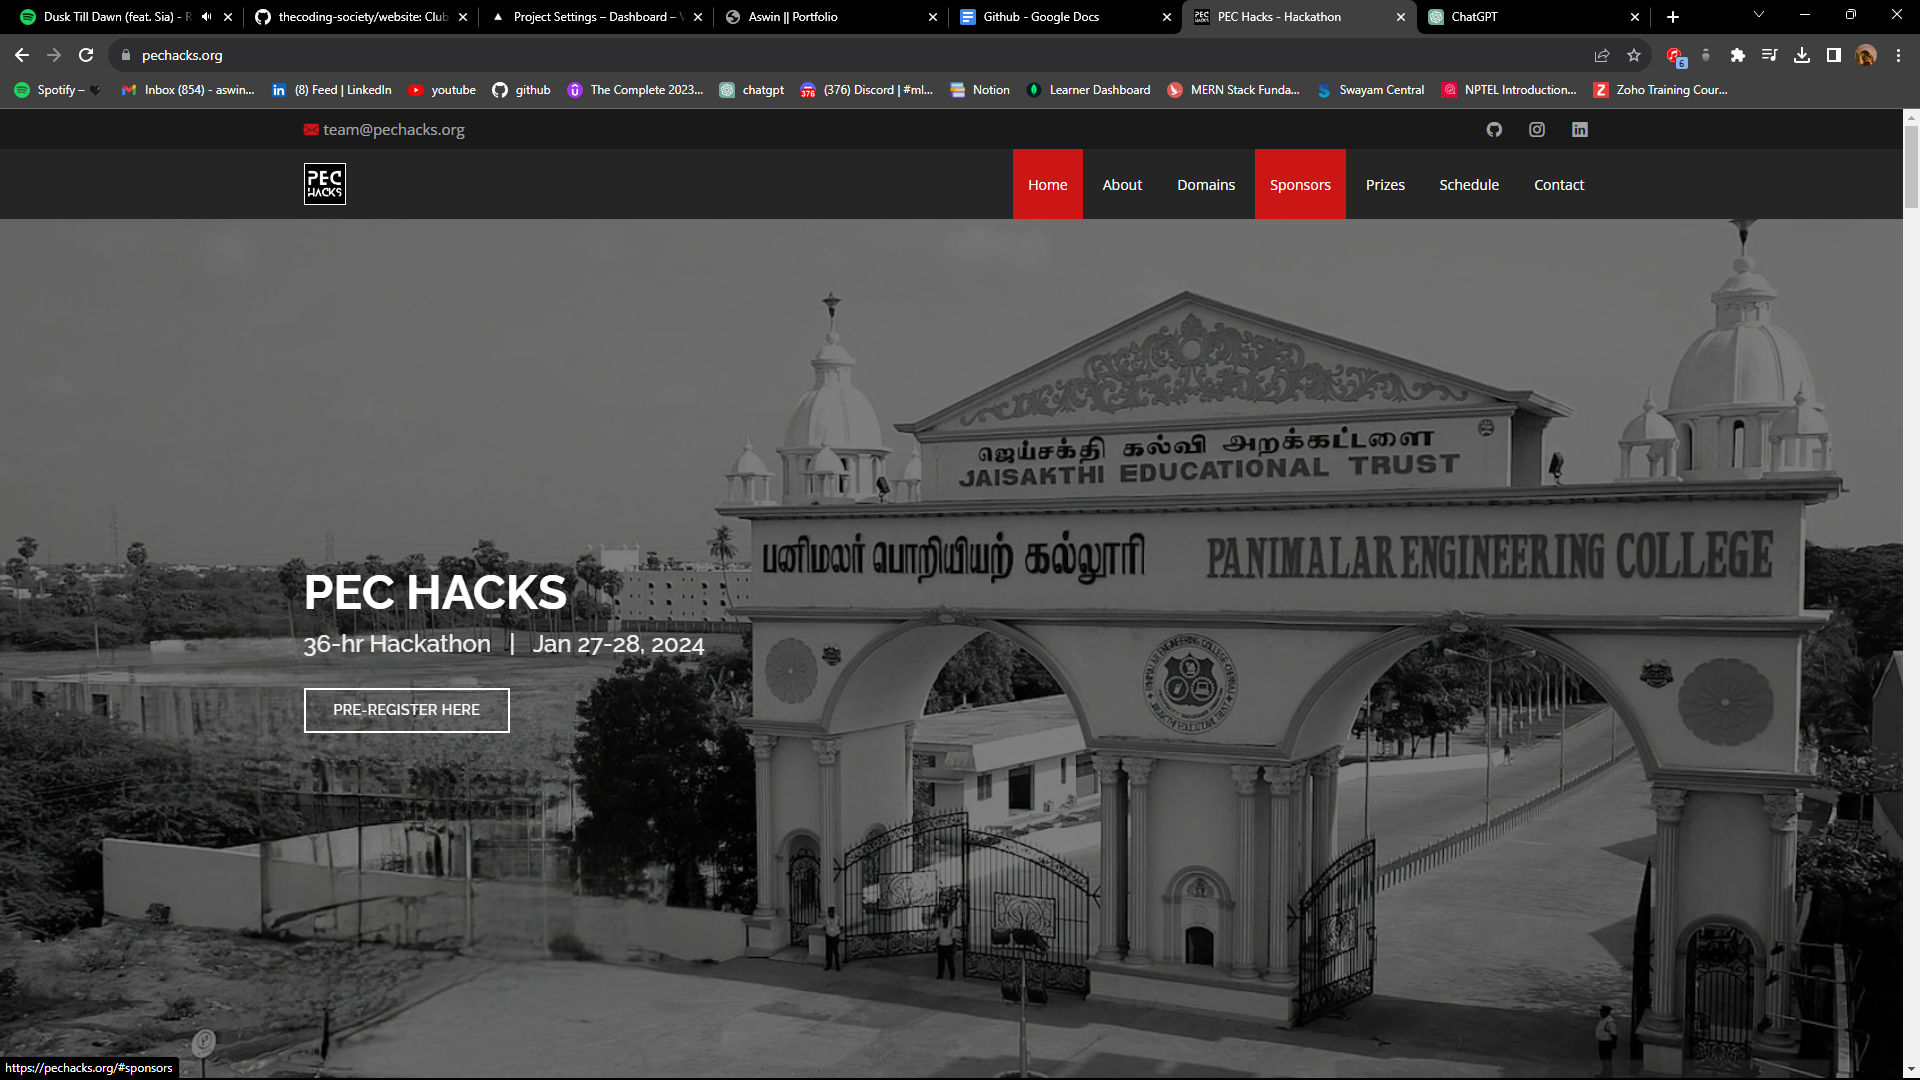 Dusk Till Dawn (feat. Sia) - R
thecoding-society/website: Club
Project Settings – Dashboard – V
Aswin || Portfolio
Github - Google Docs
PEC Hacks - Hackathon
ChatGPT
pechacks.org
6
Spotify –
Inbox (854) - aswin...
(8) Feed | LinkedIn
youtube
github
The Complete 2023...
chatgpt
376
(376) Discord | #ml...
Notion
Learner Dashboard
MERN Stack Funda...
Swayam Central
NPTEL Introduction...
Zoho Training Cour...
team@pechacks.org
PEC
HACKS
Home
About
Domains
Sponsors
Prizes
Schedule
Contact
ஜெய்சக்தி கல்வி அறக்கட்டளை
JAISAKTHI EDUCATIONAL TRUST
பனிமலர் பொறியியற் கல்லூரி
PANIMALAR ENGINEERING COLLEGE
PEC HACKS
36-hr Hackathon | Jan 27-28, 2024
PRE-REGISTER HERE
https://pechacks.org/#sponsors